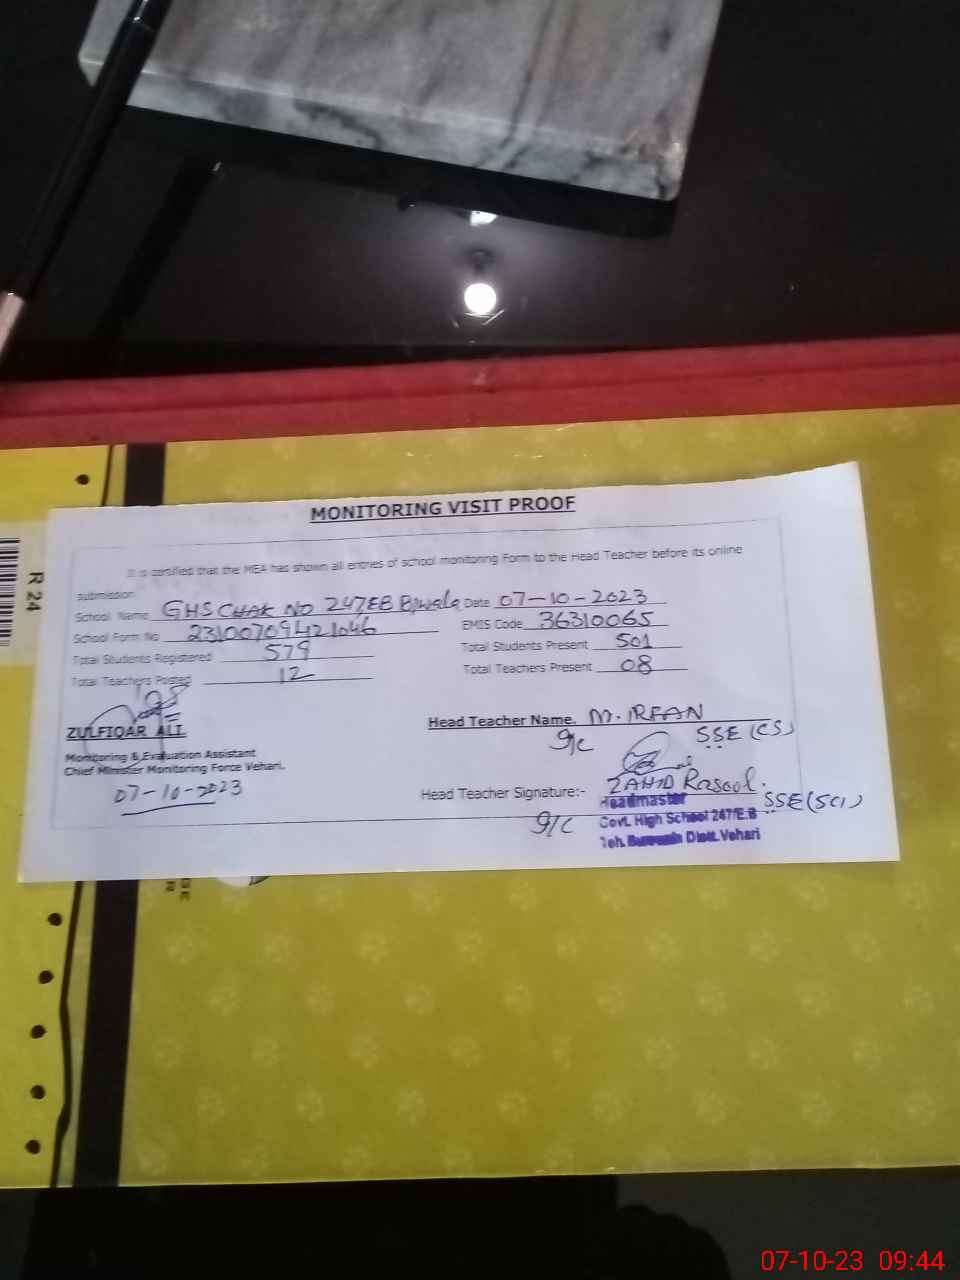 MONITORING VISIT PROOF
It is certified that the MEA has shown all entries of school monitoring Form to the Head Teacher before its online
submission
School Name GHS CHAK NO 247EB Date 07-10-2023
School Form No 23100709421046 EMIS Code 36310065
Total Students Registered 579 Total Students Present 501
Total Teachers Posted 12 Total Teachers Present 08
ZULFIQAR ALI
Monitoring & Evaluation Assistant
Chief Minister Monitoring Force Vehari.
07-10-2023
Head Teacher Name. M. IRFAN
SSE (CS)
Head Teacher Signature:- ZAHID Rasool.
SSE (SCI)
Headmaster
Govt. High School 247/E.B
Teh. Distt. Vehari
R 24
07-10-23 09:44